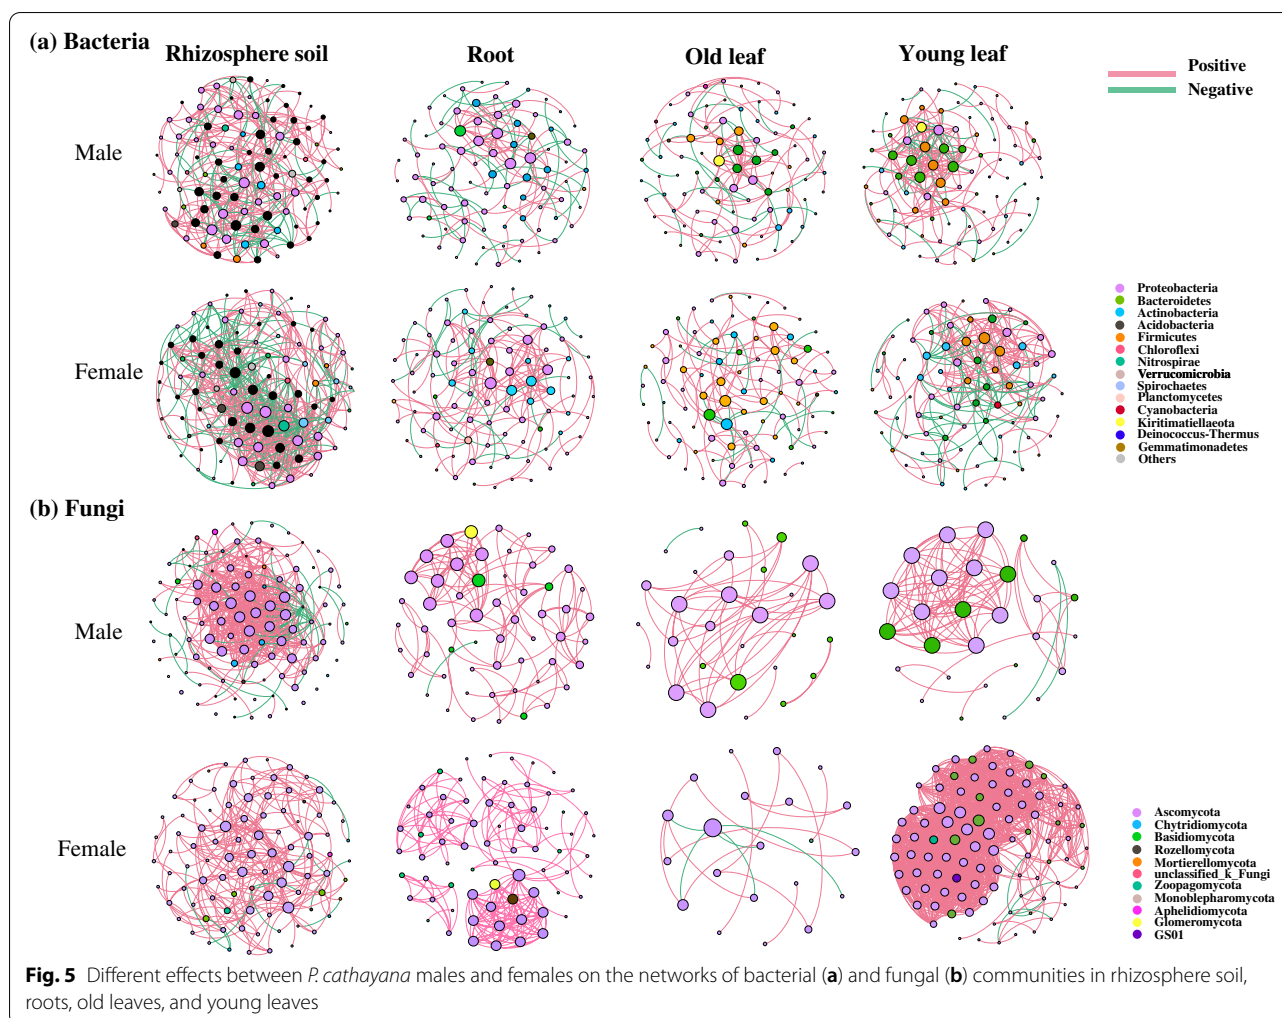 (a) Bacteria
Rhizosphere soil
Root
Old leaf
Young leaf
Positive
Negative
Male
Female
Proteobacteria
Bacteroidetes
Actinobacteria
Acidobacteria
Firmicutes
Chloroflexi
Nitrospirae
Verrucomicrobia
Spirochaetes
Planctomycetes
Cyanobacteria
Kiritimatiellaeota
Deinococcus-Thermus
Gemmatimonadetes
Others
(b) Fungi
Male
Female
Ascomycota
Chytridiomycota
Basidiomycota
Rozellomycota
Mortierellomycota
unclassified_k_Fungi
Zoopagomycota
Monoblepharomycota
Aphelidiomycota
Glomeromycota
GS01
Fig. 5 Different effects between P. cathayana males and females on the networks of bacterial (a) and fungal (b) communities in rhizosphere soil,
roots, old leaves, and young leaves